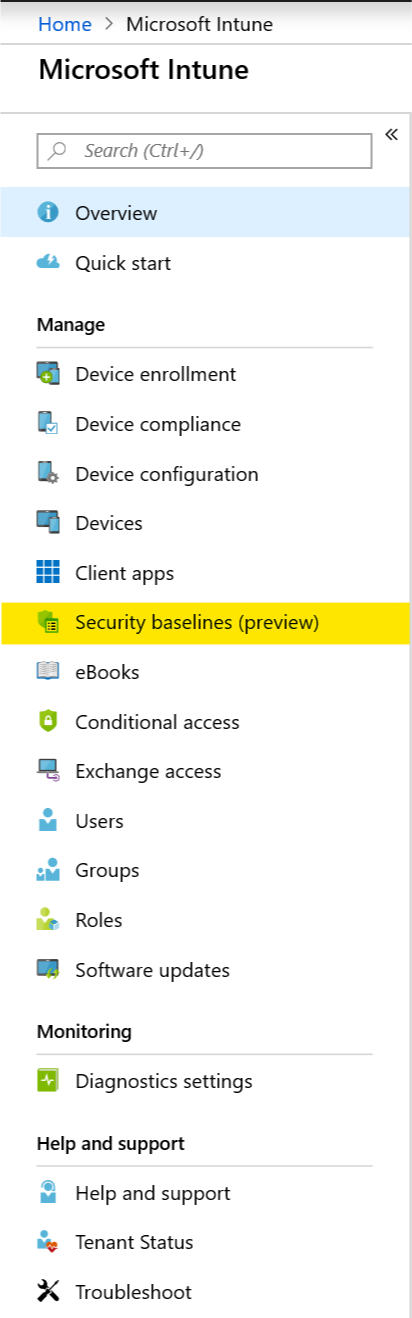 Home > Microsoft Intune
Microsoft Intune
«
Search (Ctrl+/)
Overview
Quick start
Manage
Device enrollment
Device compliance
Device configuration
Devices
Client apps
Security baselines (preview)
eBooks
Conditional access
Exchange access
Users
Groups
Roles
Software updates
Monitoring
Diagnostics settings
Help and support
Help and support
Tenant Status
Troubleshoot